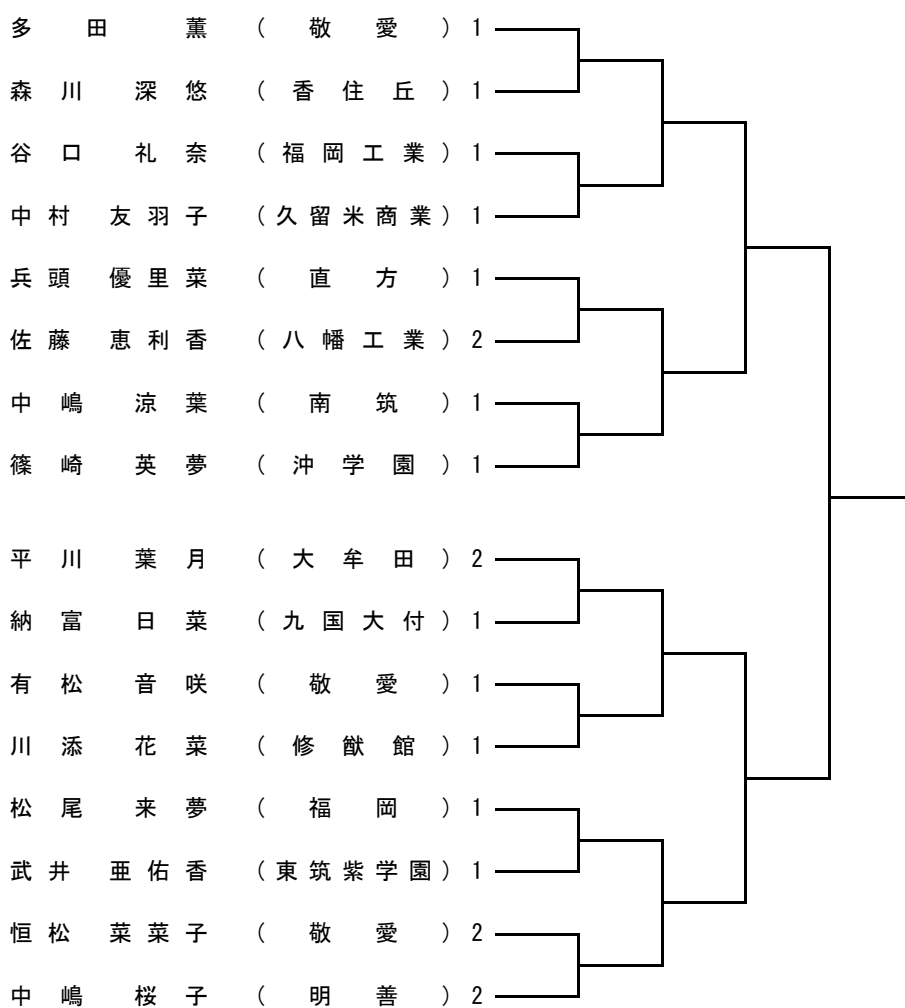 多田 薫 (敬愛) 1
森川 深悠 (香住丘) 1
谷口 礼奈 (福岡工業) 1
中村 友羽子 (久留米商業) 1
兵頭 優里菜 (直方) 1
佐藤 恵利香 (八幡工業) 2
中嶋 涼葉 (南筑) 1
篠崎 英夢 (沖学園) 1
平川 葉月 (大牟田) 2
納富 日菜 (九国大付) 1
有松 音咲 (敬愛) 1
川添 花菜 (修猷館) 1
松尾 来夢 (福岡) 1
武井 亜佑香 (東筑紫学園) 1
恒松 菜菜子 (敬愛) 2
中嶋 桜子 (明善) 2